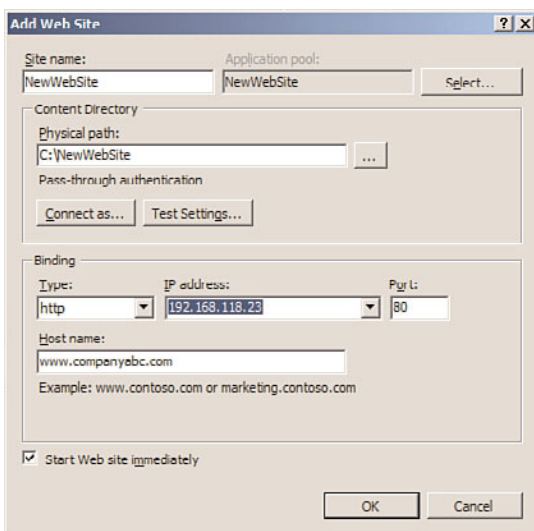 Add Web Site
Site name:
Application pool:
NewWebSite
NewWebSite
Select...
Content Directory
Physical path:
C:\NewWebSite
...
Pass-through authentication
Connect as...
Test Settings...
Binding
Type:
IP address:
Port:
http
192.168.118.23
80
Host name:
www.companyabc.com
Example: www.contoso.com or marketing.contoso.com
Start Web site immediately
OK
Cancel